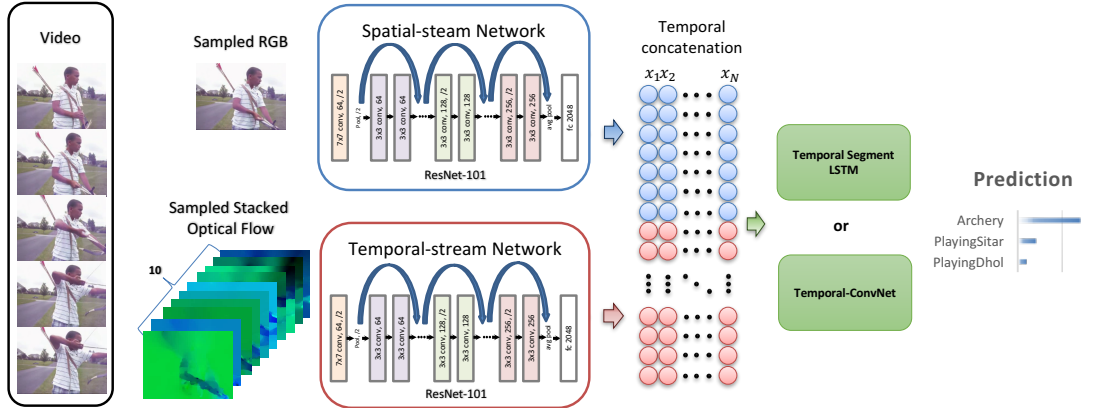 Video
Sampled RGB
Spatial-steam Network
7x7 conv, 64, /2
Pool, /2
3x3 conv, 64
3x3 conv, 64
3x3 conv, 128, /2
3x3 conv, 128
3x3 conv, 256, /2
3x3 conv, 256
avg pool
fc 2048
ResNet-101
Sampled Stacked
Optical Flow
10
Temporal-stream Network
7x7 conv, 64, /2
Pool, /2
3x3 conv, 64
3x3 conv, 64
3x3 conv, 128, /2
3x3 conv, 128
3x3 conv, 256, /2
3x3 conv, 256
avg pool
fc 2048
ResNet-101
Temporal
concatenation
x₁x₂ x_N
Temporal Segment
LSTM
or
Temporal-ConvNet
Prediction
Archery
PlayingSitar
PlayingDhol